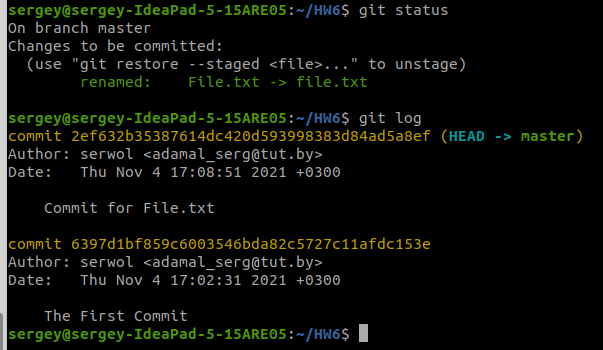 sergey@sergey-IdeaPad-5-15ARE05:~/HW6$ git status
On branch master
Changes to be committed:
  (use "git restore --staged <file>..." to unstage)
        renamed:    File.txt -> file.txt

sergey@sergey-IdeaPad-5-15ARE05:~/HW6$ git log
commit 2ef632b35387614dc420d593998383d84ad5a8ef (HEAD -> master)
Author: serwol <adamal_serg@tut.by>
Date:   Thu Nov 4 17:08:51 2021 +0300

    Commit for File.txt

commit 6397d1bf859c6003546bda82c5727c11afdc153e
Author: serwol <adamal_serg@tut.by>
Date:   Thu Nov 4 17:02:31 2021 +0300

    The First Commit
sergey@sergey-IdeaPad-5-15ARE05:~/HW6$